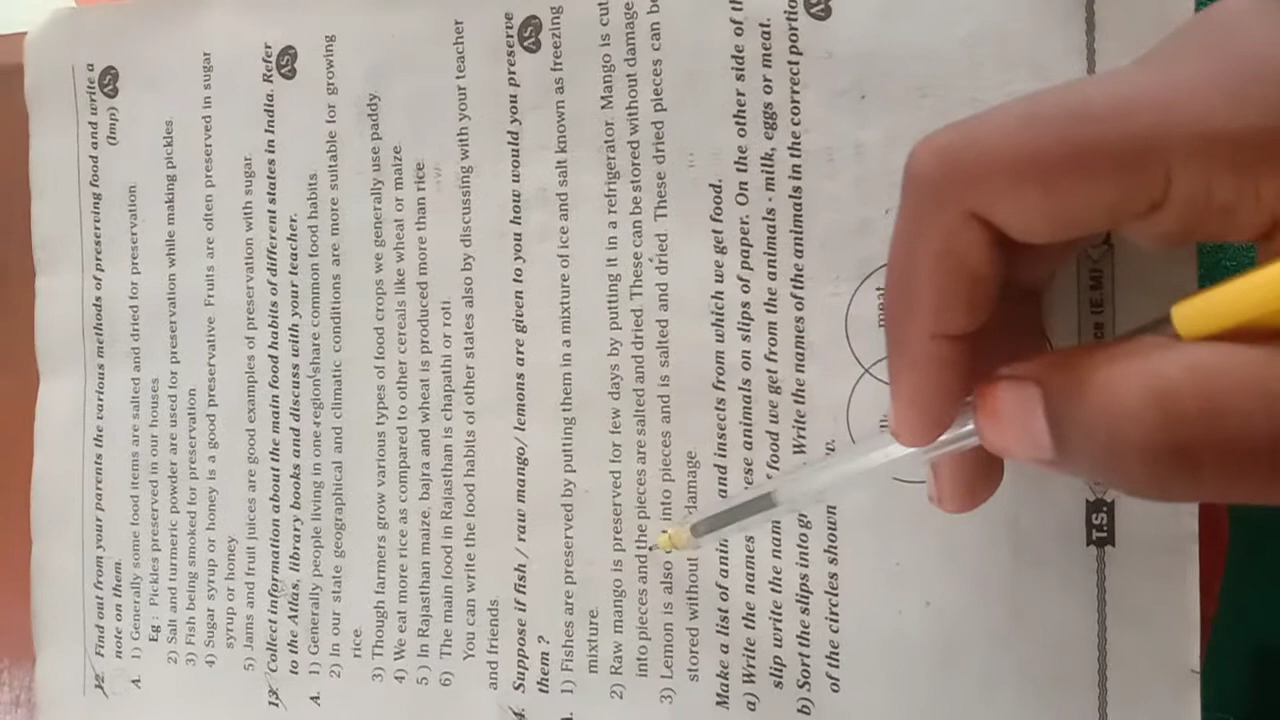 12. Find out from your parents the various methods of preserving food and write a
note on them. (Imp) AS
A. 1) Generally some food items are salted and dried for preservation.
Eg : Pickles preserved in our houses
2) Salt and turmeric powder are used for preservation while making pickles.
3) Fish being smoked for preservation.
4) Sugar syrup or honey is a good preservative. Fruits are often preserved in sugar
syrup or honey
5) Jams and fruit juices are good examples of preservation with sugar.
13. Collect information about the main food habits of different states in India. Refer
to the Atlas, library books and discuss with your teacher. AS
A. 1) Generally people living in one region share common food habits.
2) In our state geographical and climatic conditions are more suitable for growing
rice.
3) Though farmers grow various types of food crops we generally use paddy.
4) We eat more rice as compared to other cereals like wheat or maize.
5) In Rajasthan maize, bajra and wheat is produced more than rice.
6) The main food in Rajasthan is chapathi or roti.
You can write the food habits of other states also by discussing with your teacher
and friends.
4. Suppose if fish / raw mango/ lemons are given to you how would you preserve
them ? AS
1) Fishes are preserved by putting them in a mixture of ice and salt known as freezing
mixture.
2) Raw mango is preserved for few days by putting it in a refrigerator. Mango is cut
into pieces and the pieces are salted and dried. These can be stored without damage
3) Lemon is also into pieces and is salted and dried. These dried pieces can be
stored without damage
Make a list of and insects from which we get food.
a) Write the names ese animals on slips of paper. On the other side of
slip write the food we get from the animals - milk, eggs or meat.
b) Sort the slips into Write the names of the animals in the correct
of the circles shown
meat
T.S. ce (E.M)